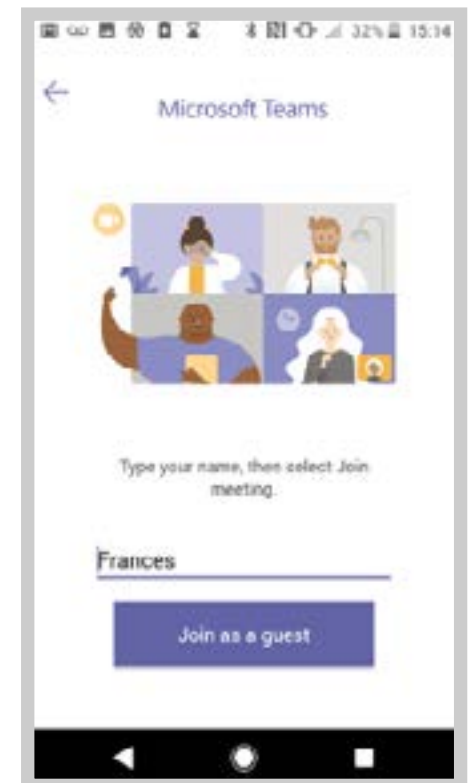 32% 15:14
Microsoft Teams
Type your name, then select Join
meeting.
Frances
Join as a guest